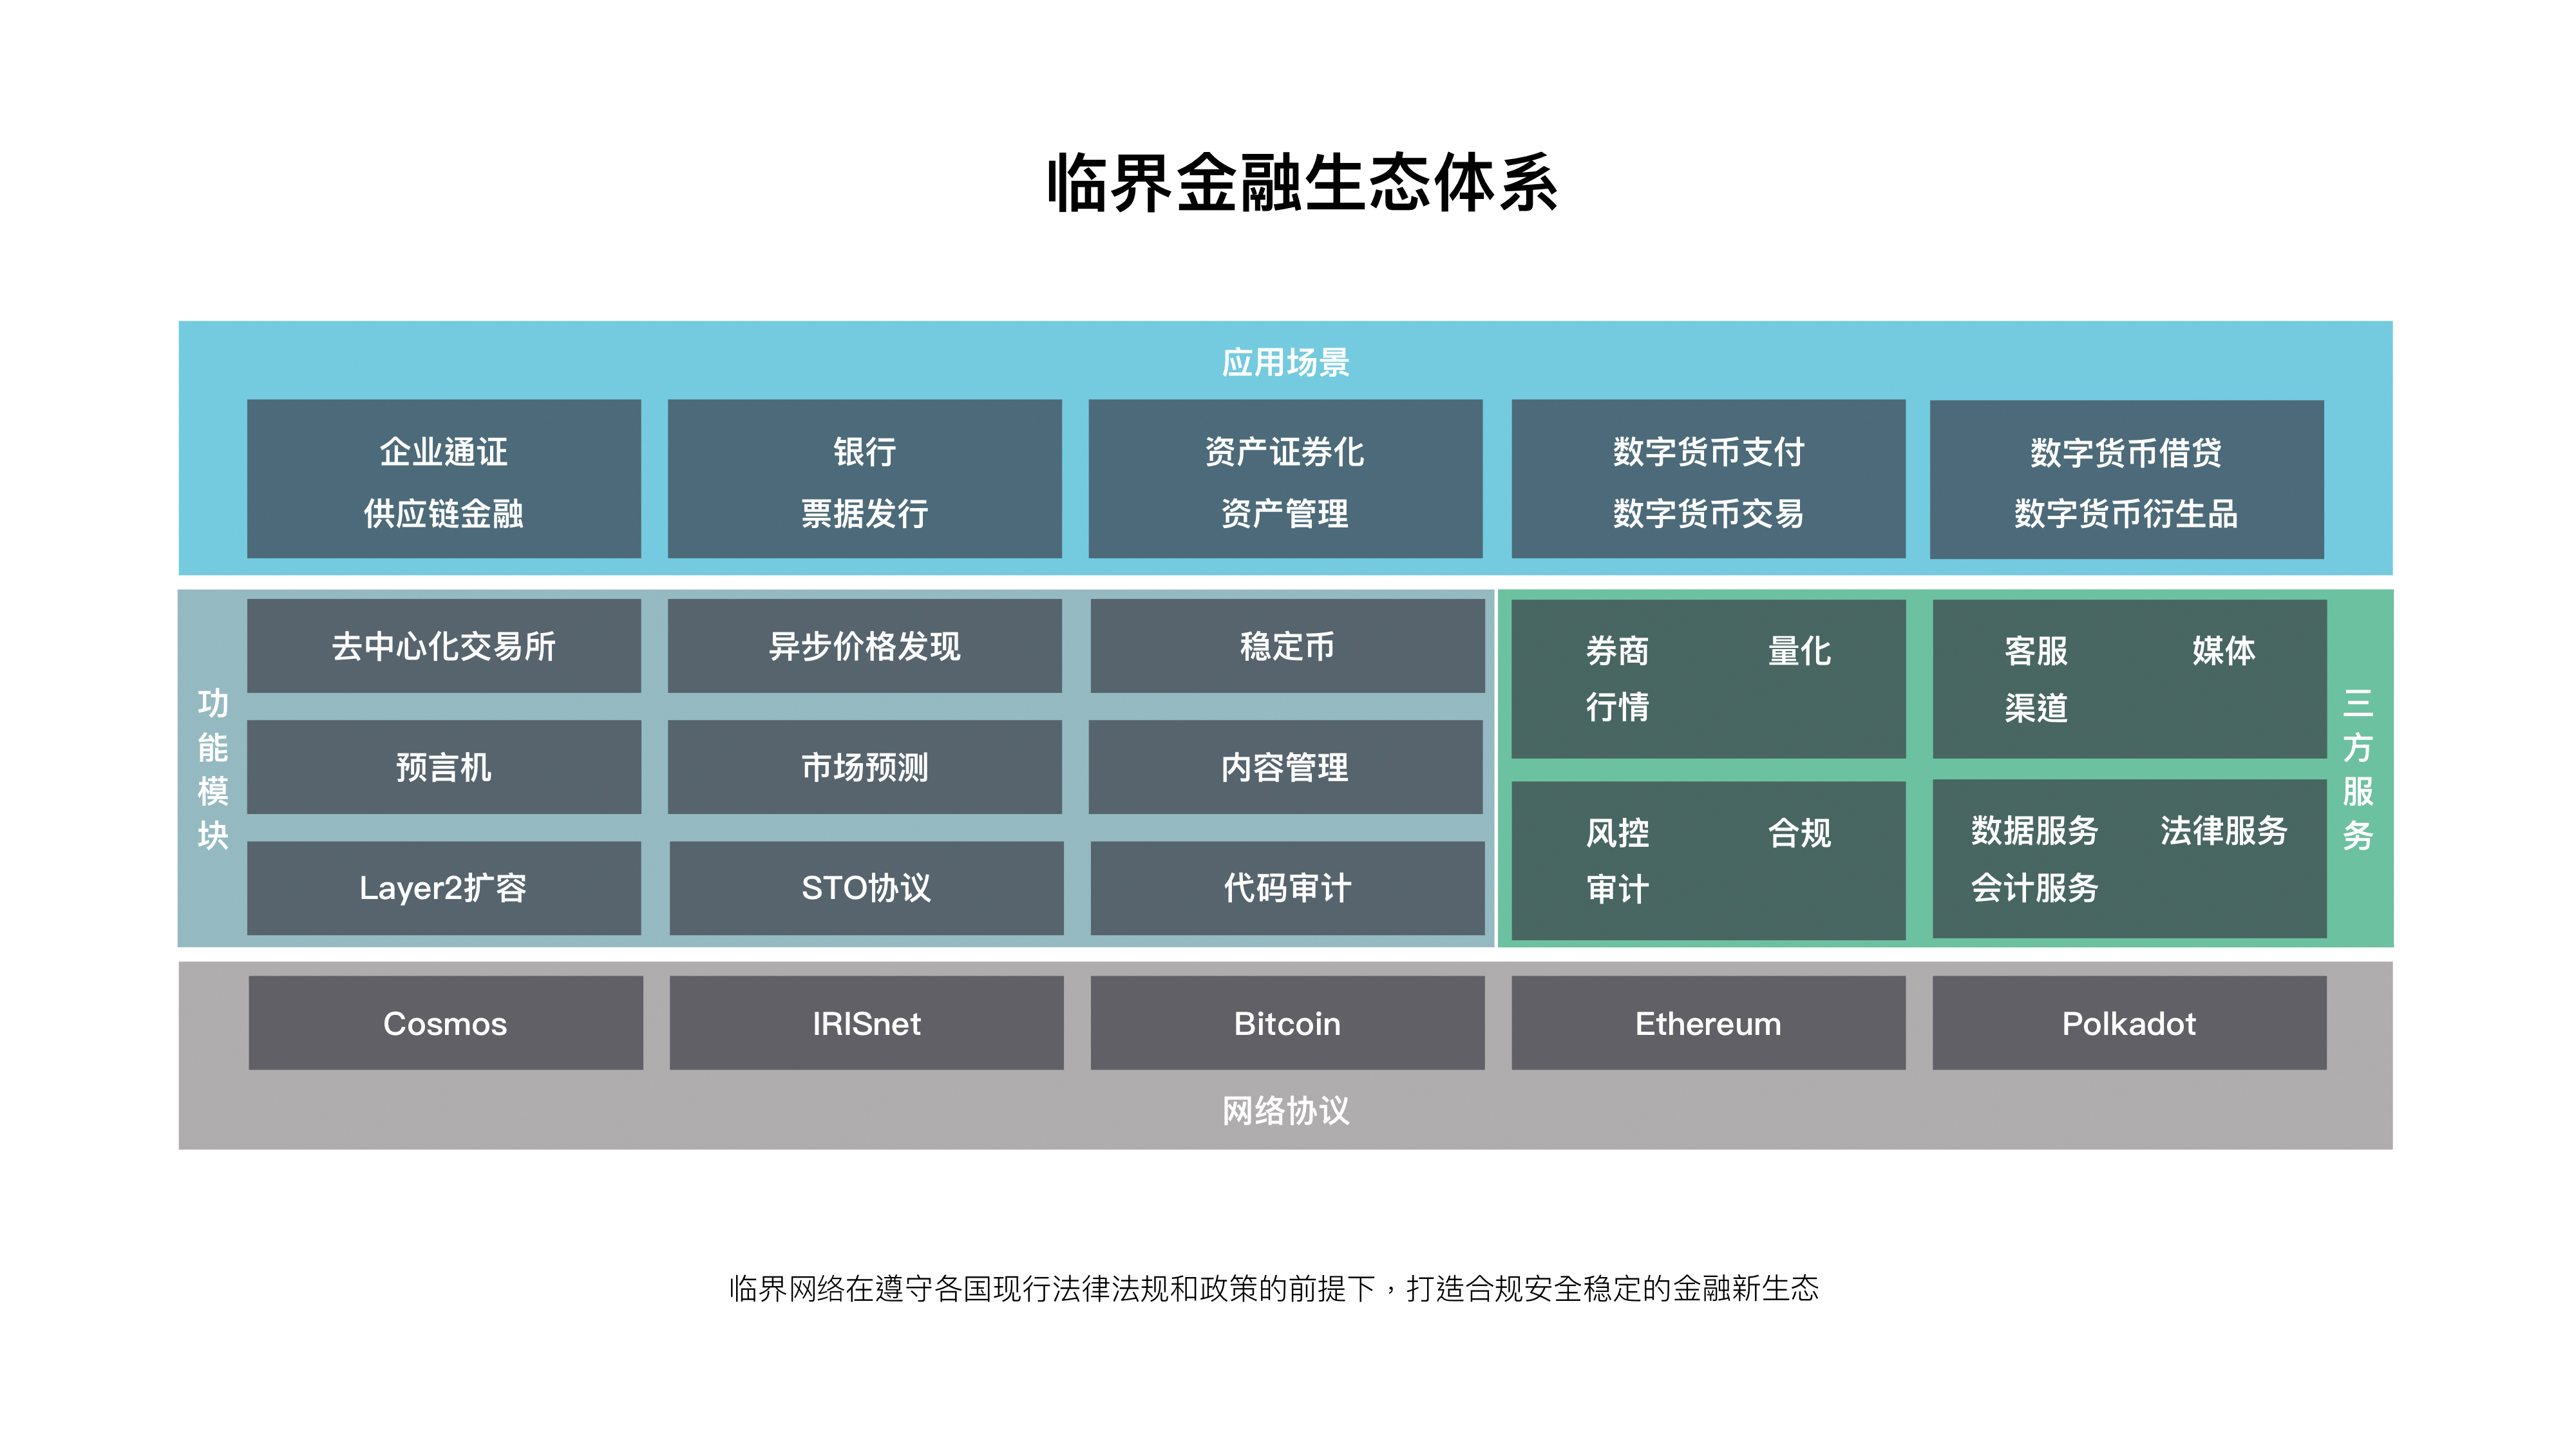 临界金融生态体系
应用场景
企业通证
供应链金融
银行
票据发行
资产证券化
资产管理
数字货币支付
数字货币交易
数字货币借贷
数字货币衍生品
功能模块
去中心化交易所
异步价格发现
稳定币
预言机
市场预测
内容管理
Layer2扩容
STO协议
代码审计
券商 量化
行情
客服 媒体
渠道
风控 合规
审计
数据服务 法律服务
会计服务
三方服务
Cosmos
IRISnet
Bitcoin
Ethereum
Polkadot
网络协议
临界网络在遵守各国现行法律法规和政策的前提下，打造合规安全稳定的金融新生态